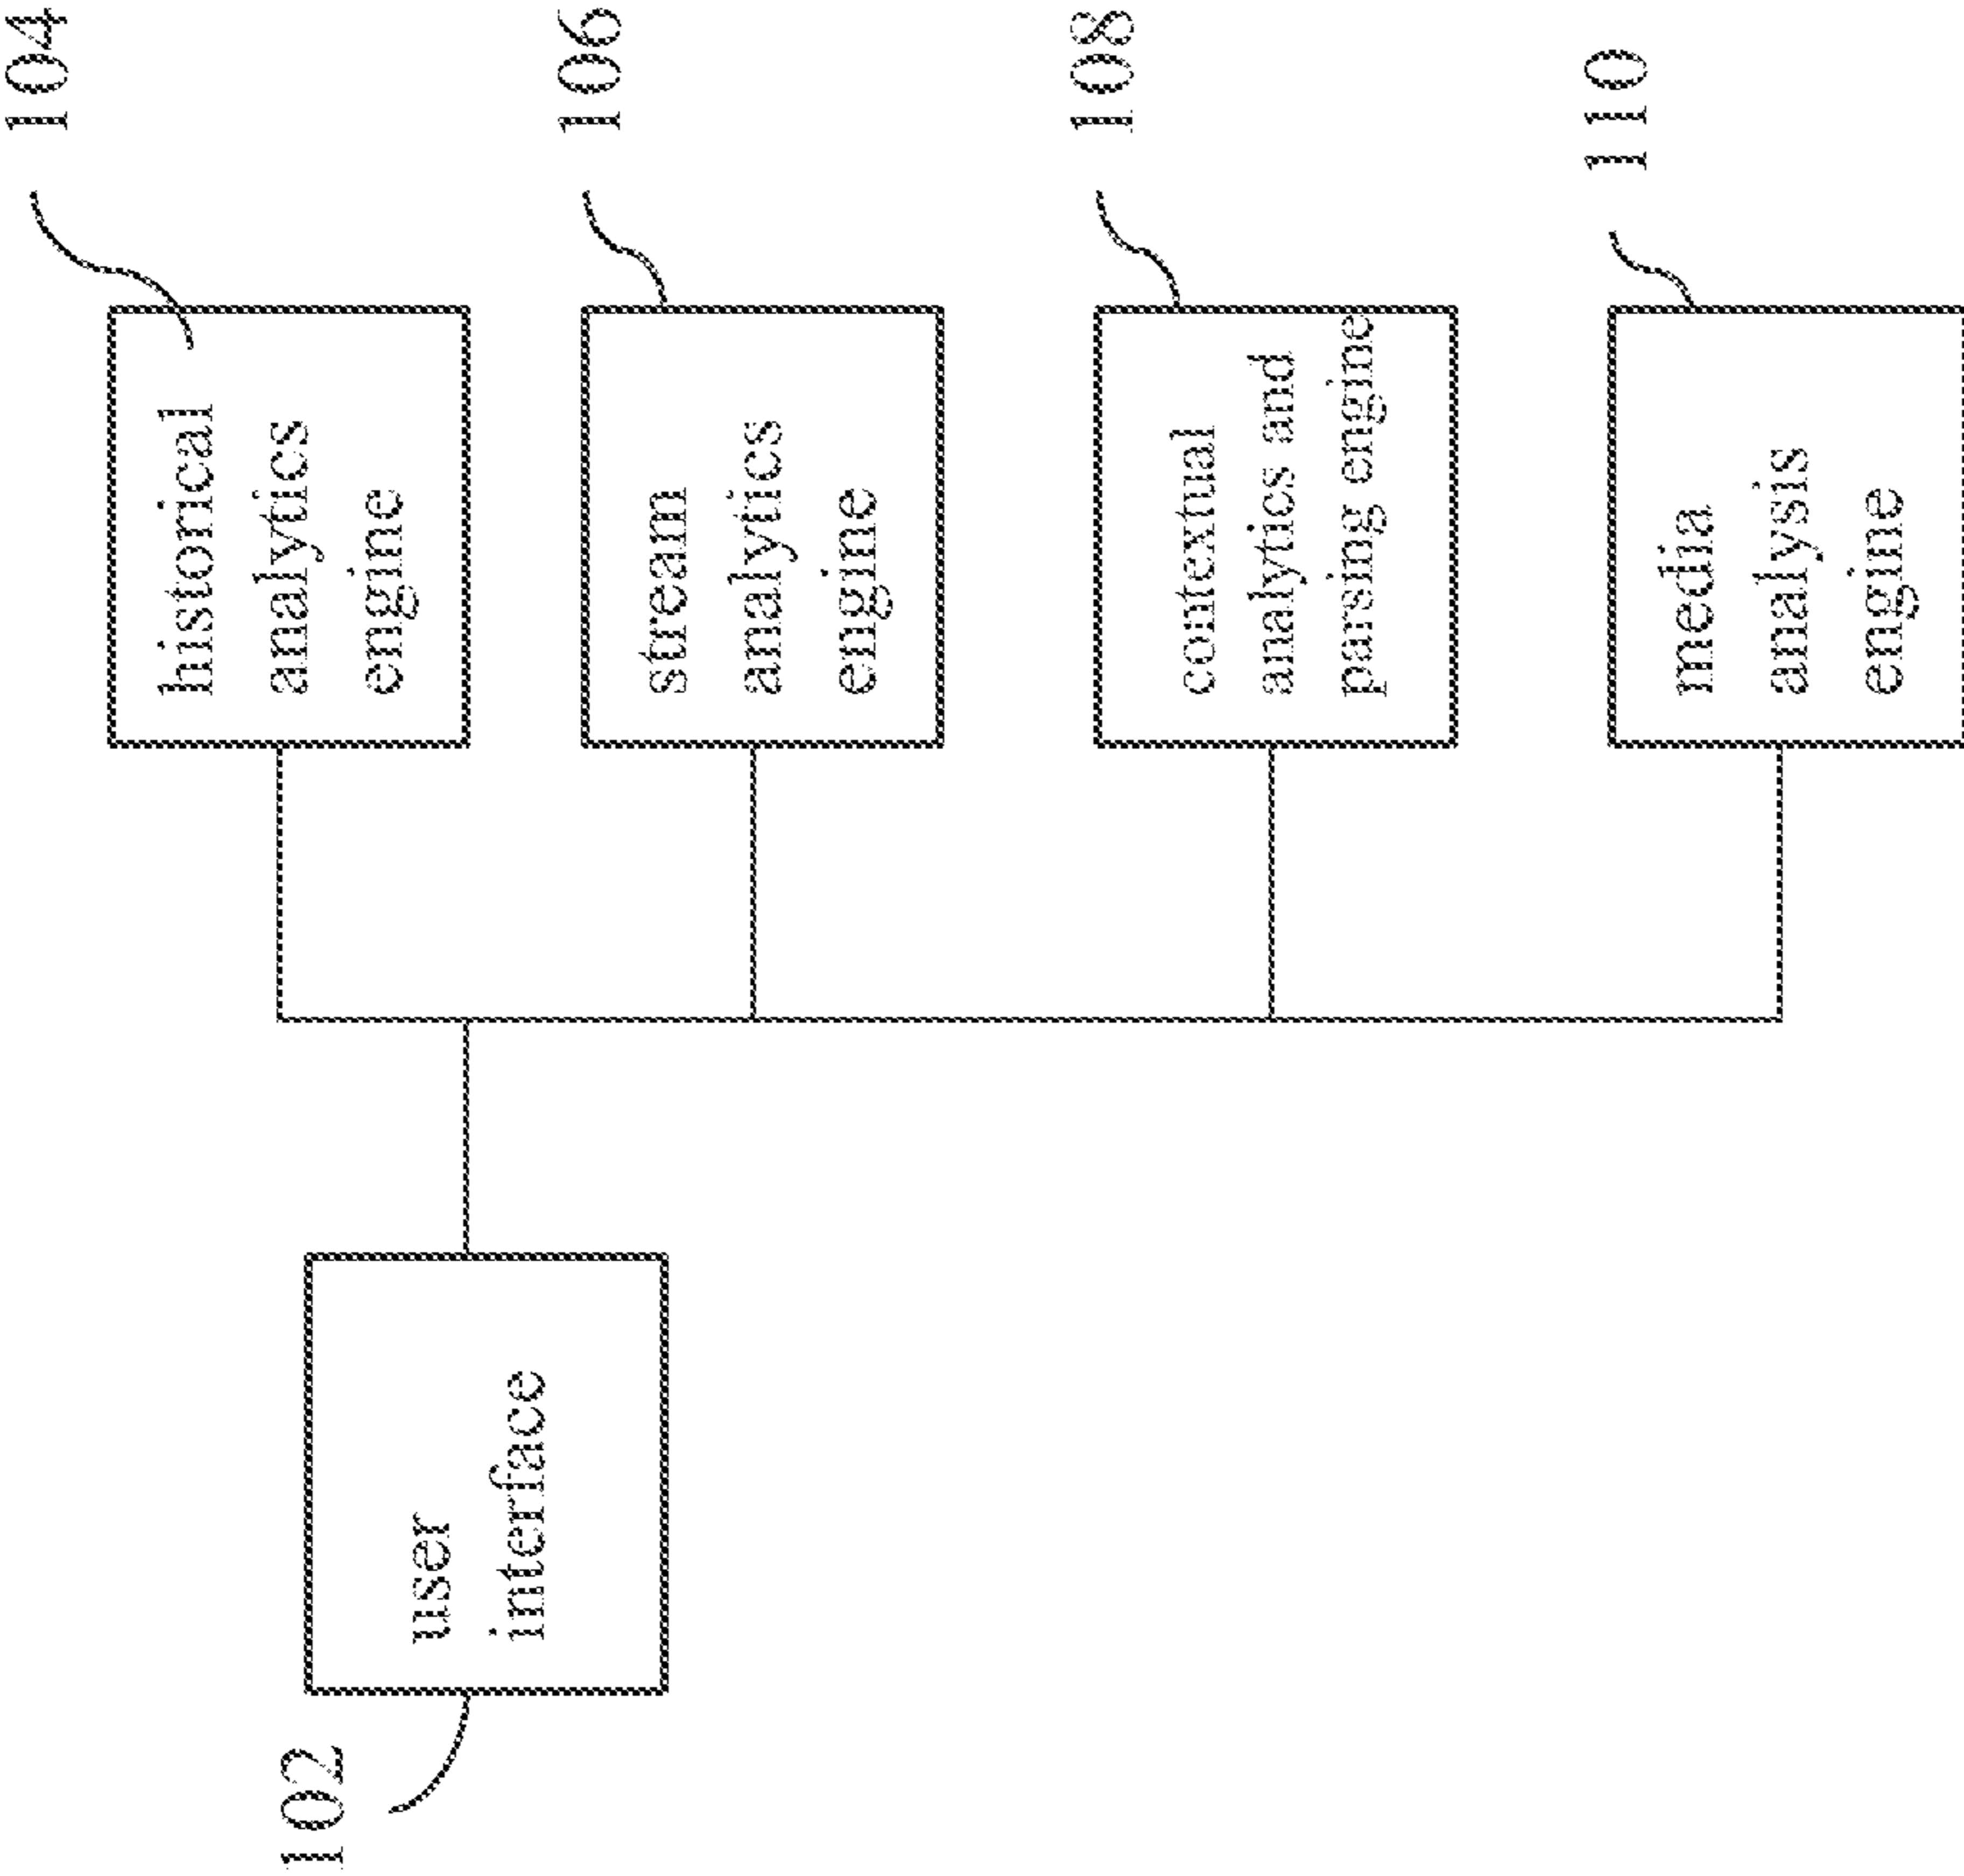 102
user
interface
104
historical
analytics
engine
106
stream
analytics
engine
108
contextual
analytics and
parsing engine
110
media
analysis
engine